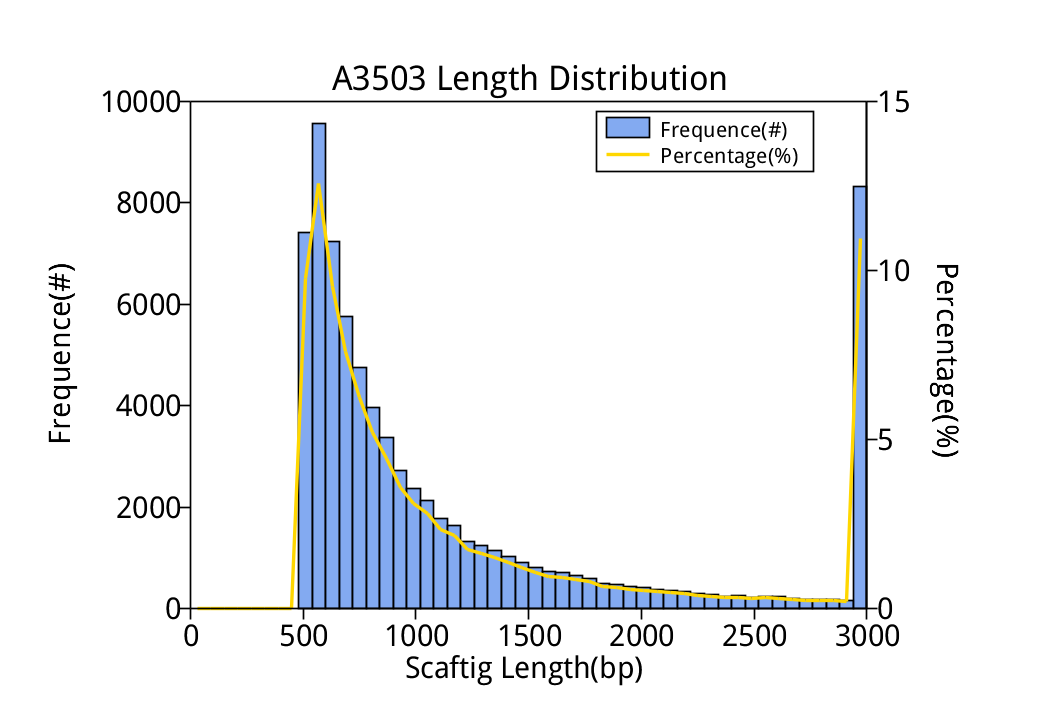 A3503 Length Distribution
Frequence(#)
Percentage(%)
10000
8000
6000
4000
2000
0
Frequence(#)
15
10
5
0
Percentage(%)
0 500 1000 1500 2000 2500 3000
Scaftig Length(bp)